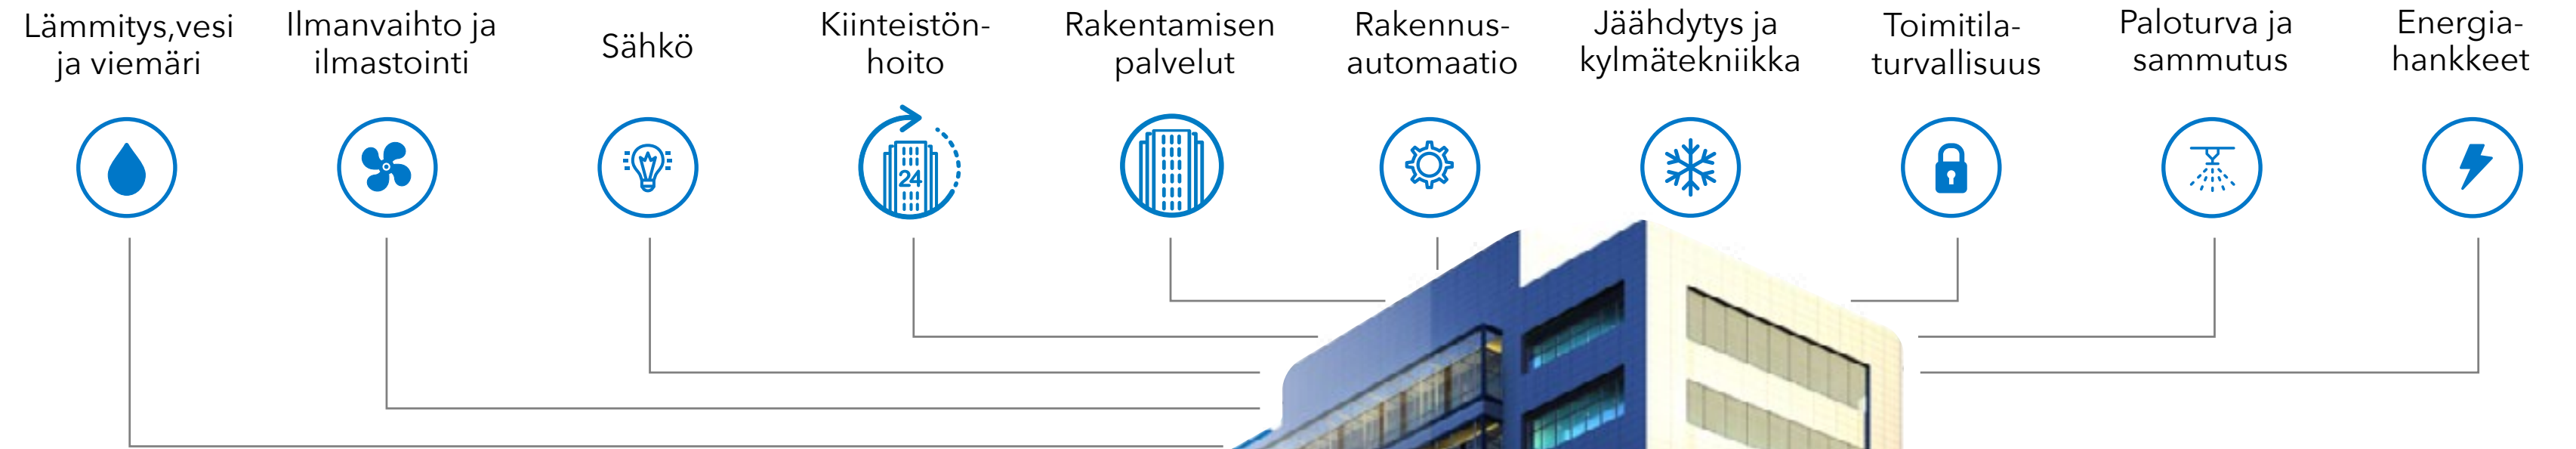 Lämmitys,vesi
ja viemäri
Ilmanvaihto ja
ilmastointi
Sähkö
Kiinteistön-
hoito
Rakentamisen
palvelut
Rakennus-
automaatio
Jäähdytys ja
kylmätekniikka
Toimitila-
turvallisuus
Paloturva ja
sammutus
Energia-
hankkeet
24